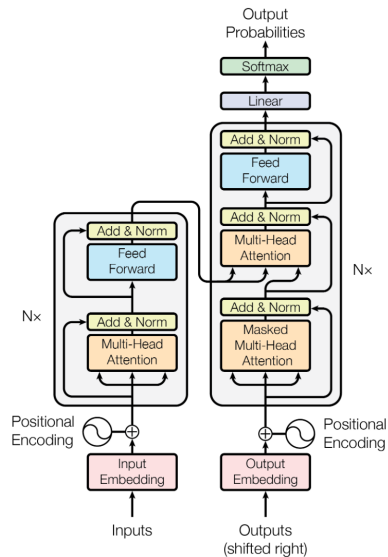 Output
Probabilities
Softmax
Linear
Add & Norm
Feed
Forward
Add & Norm
Multi-Head
Attention
Add & Norm
Masked
Multi-Head
Attention
N×
Add & Norm
Feed
Forward
Add & Norm
Multi-Head
Attention
N×
Positional
Encoding
Positional
Encoding
Input
Embedding
Output
Embedding
Inputs
Outputs
(shifted right)